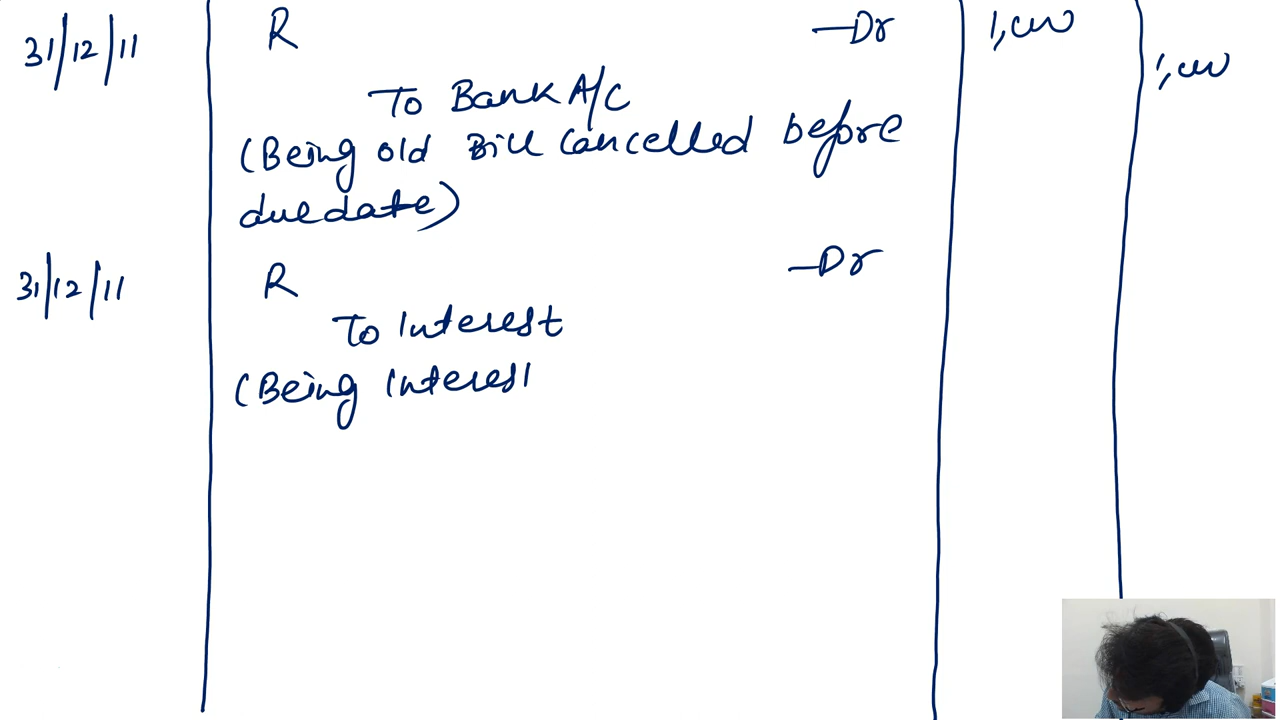 31/12/11 R —Dr 1,000
1,000
To Bank A/C
(Being old Bill Cancelled before
due date)
31/12/11 R —Dr
To Interest
(Being Interest